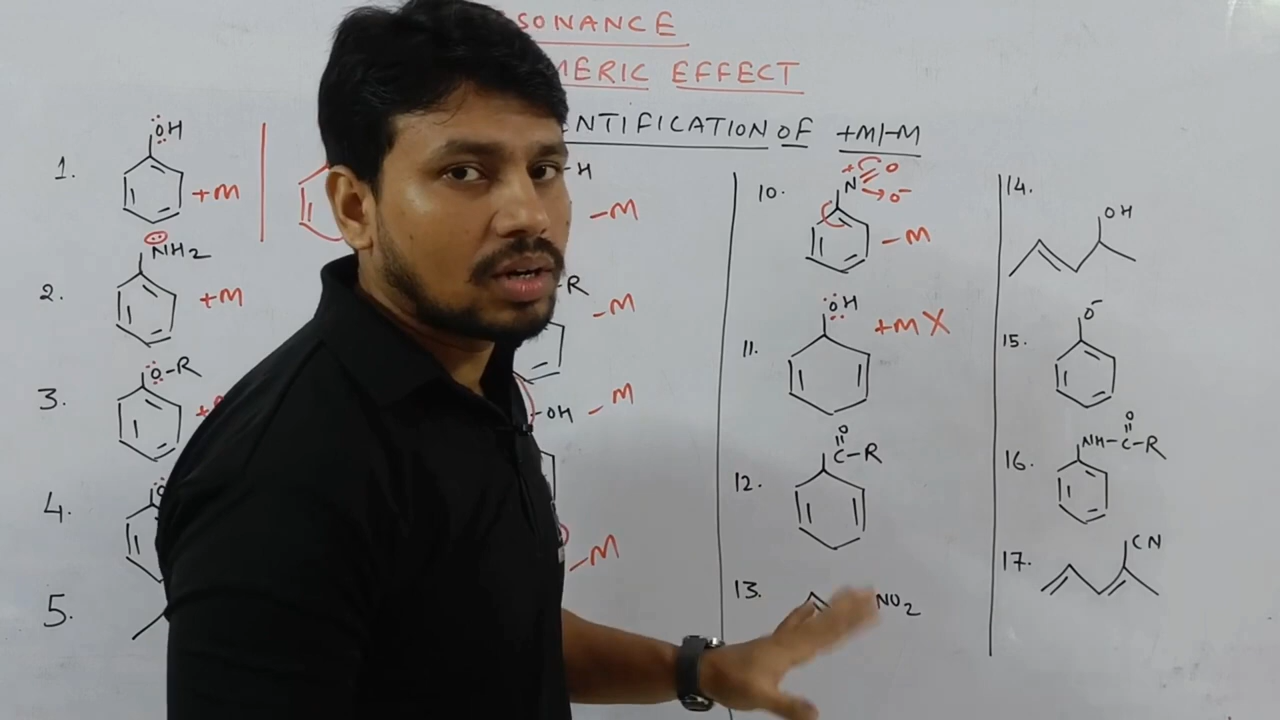 SONANCE
MERIC EFFECT
NTIFICATION OF +M/-M
1.
OH
+M
-H
-M
2.
NH2
+M
R
-M
3.
O-R
-OH
-M
4.
-M
5.
10.
N
+
O
O-
-M
11.
OH
+M X
12.
O
C-R
13.
NO2
14.
OH
15.
O-
16.
O
NH-C-R
17.
CN